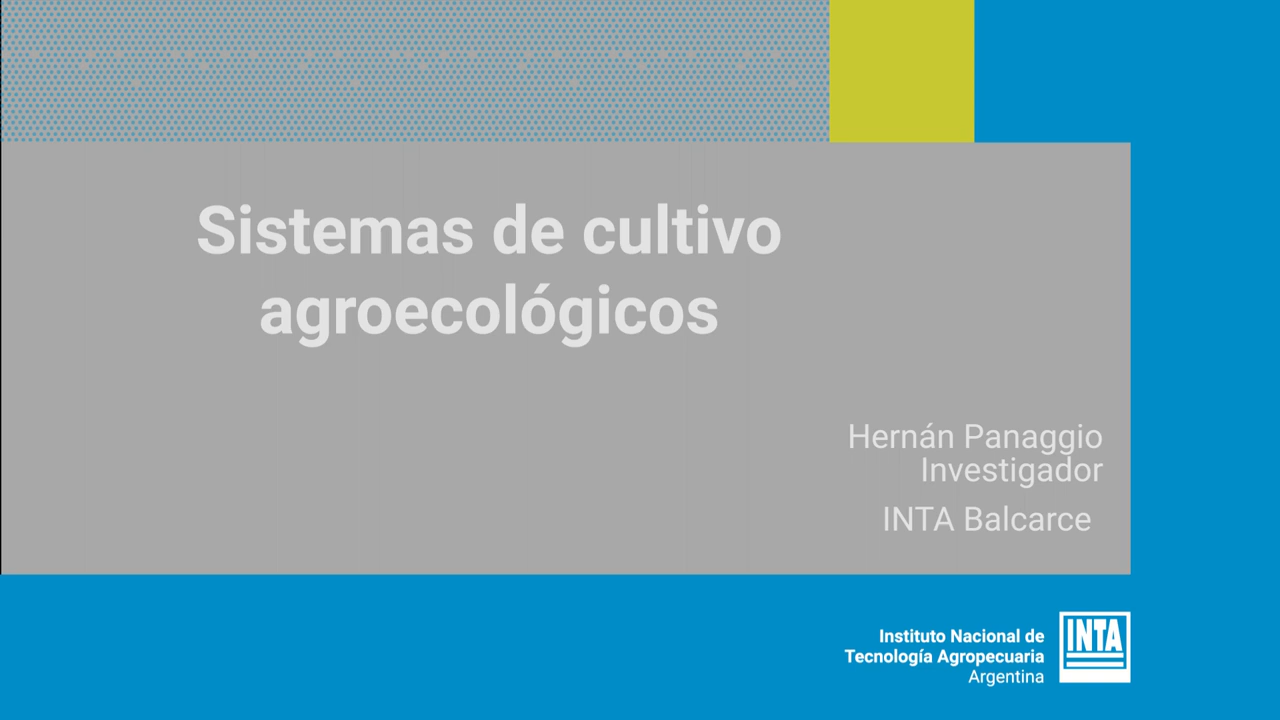 Sistemas de cultivo
agroecológicos
Hernán Panaggio
Investigador
INTA Balcarce
Instituto Nacional de
Tecnología Agropecuaria
Argentina
INTA